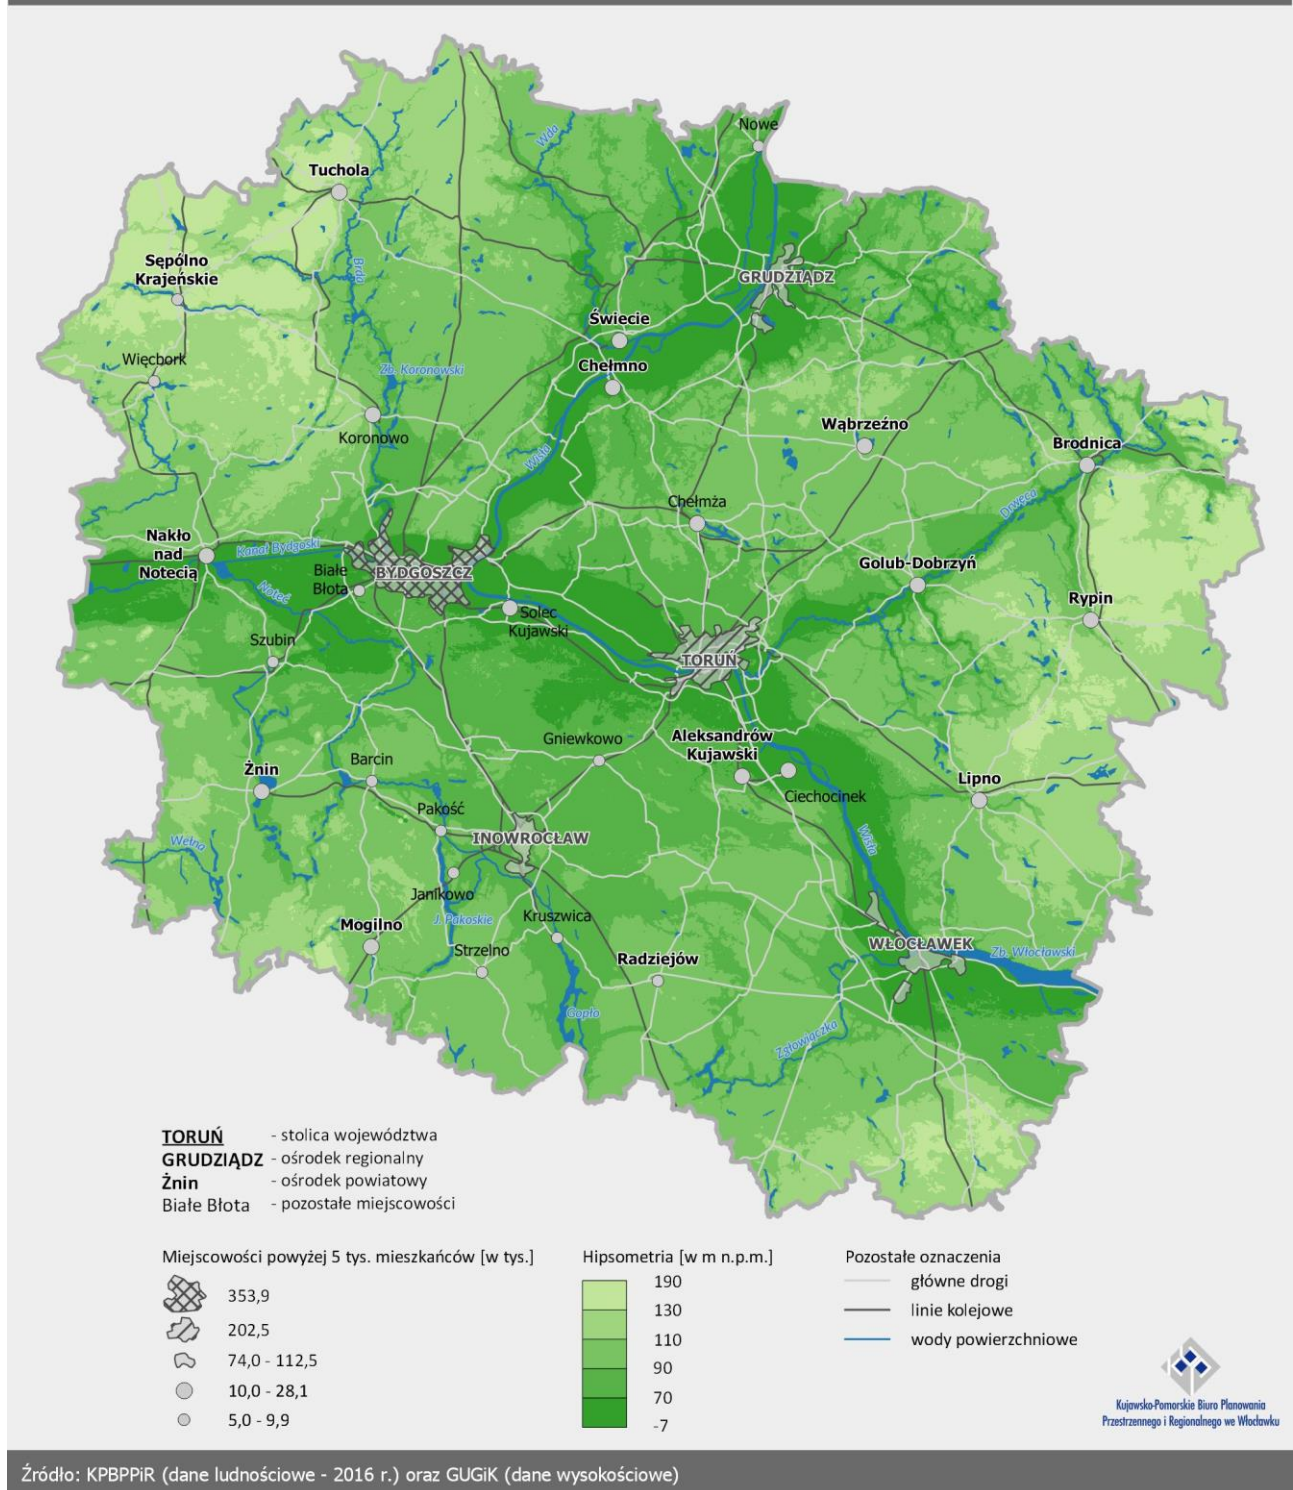 Nowe
Wda
Tuchola
Brda
Sępólno
Krajeńskie
GRUDZIĄDZ
Świecie
Więcbork
Chełmno
Zb. Koronowski
Koronowo
Wąbrzeźno
Brodnica
Wisła
Chełmża
Drwęca
Nakło
nad
Notecią
Kanał Bydgoski
Białe
Błota
BYDGOSZCZ
Golub-Dobrzyń
Noteć
Rypin
Solec
Kujawski
Szubin
TORUŃ
Gniewkowo
Aleksandrów
Kujawski
Żnin
Barcin
Ciechocinek
Lipno
Pakość
INOWROCŁAW
Wełna
Wisła
Janikowo
J. Pakoskie
Kruszwica
Mogilno
Strzelno
Radziejów
WŁOCŁAWEK
Zb. Włocławski
Gopło
Zgłowiączka
TORUŃ - stolica województwa
GRUDZIĄDZ - ośrodek regionalny
Żnin - ośrodek powiatowy
Białe Błota - pozostałe miejscowości
Miejscowości powyżej 5 tys. mieszkańców [w tys.]
353,9
202,5
74,0 - 112,5
10,0 - 28,1
5,0 - 9,9
Hipsometria [w m n.p.m.]
190
130
110
90
70
-7
Pozostałe oznaczenia
główne drogi
linie kolejowe
wody powierzchniowe
Kujawsko-Pomorskie Biuro Planowania
Przestrzennego i Regionalnego we Włocławku
Źródło: KPBPPiR (dane ludnościowe - 2016 r.) oraz GUGiK (dane wysokościowe)